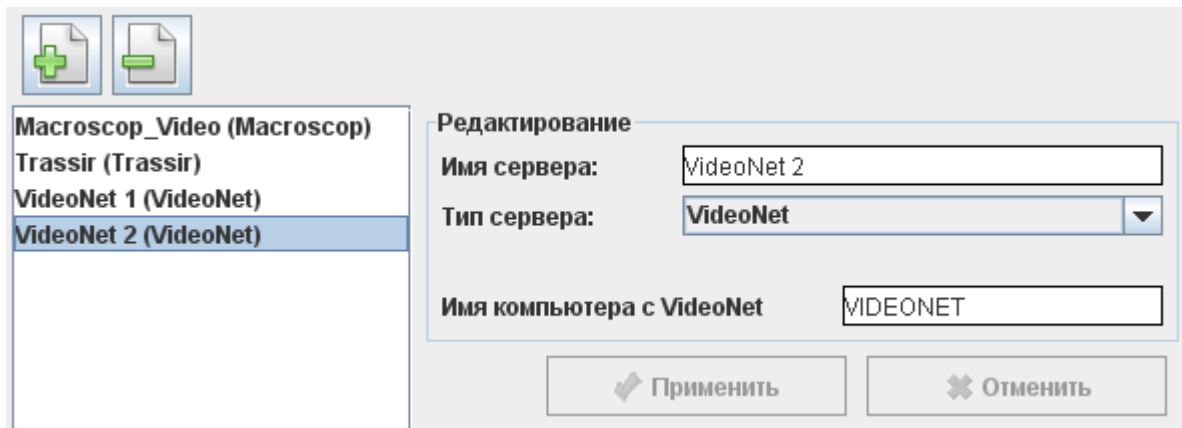 Macroscop_Video (Macroscop)
Trassir (Trassir)
VideoNet 1 (VideoNet)
VideoNet 2 (VideoNet)
Редактирование
Имя сервера: VideoNet 2
Тип сервера: VideoNet
Имя компьютера с VideoNet VIDEONET
Применить Отменить